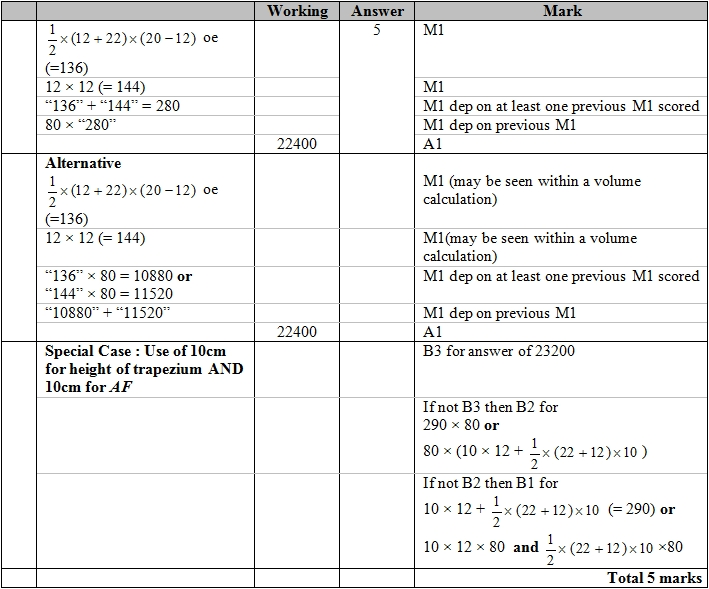 Working Answer Mark
1/2 × (12 + 22) × (20 − 12) oe 5 M1
(=136)
12 × 12 (= 144) M1
“136” + “144” = 280 M1 dep on at least one previous M1 scored
80 × “280” M1 dep on previous M1
22400 A1
Alternative
1/2 × (12 + 22) × (20 − 12) oe M1 (may be seen within a volume
calculation)
(=136)
12 × 12 (= 144) M1(may be seen within a volume
calculation)
“136” × 80 = 10880 or M1 dep on at least one previous M1 scored
“144” × 80 = 11520
“10880” + “11520” M1 dep on previous M1
22400 A1
Special Case : Use of 10cm B3 for answer of 23200
for height of trapezium AND
10cm for AF
If not B3 then B2 for
290 × 80 or
80 × (10 × 12 + 1/2 × (22 + 12) × 10 )
If not B2 then B1 for
10 × 12 + 1/2 × (22 + 12) × 10 (= 290) or
10 × 12 × 80 and 1/2 × (22 + 12) × 10 ×80
Total 5 marks